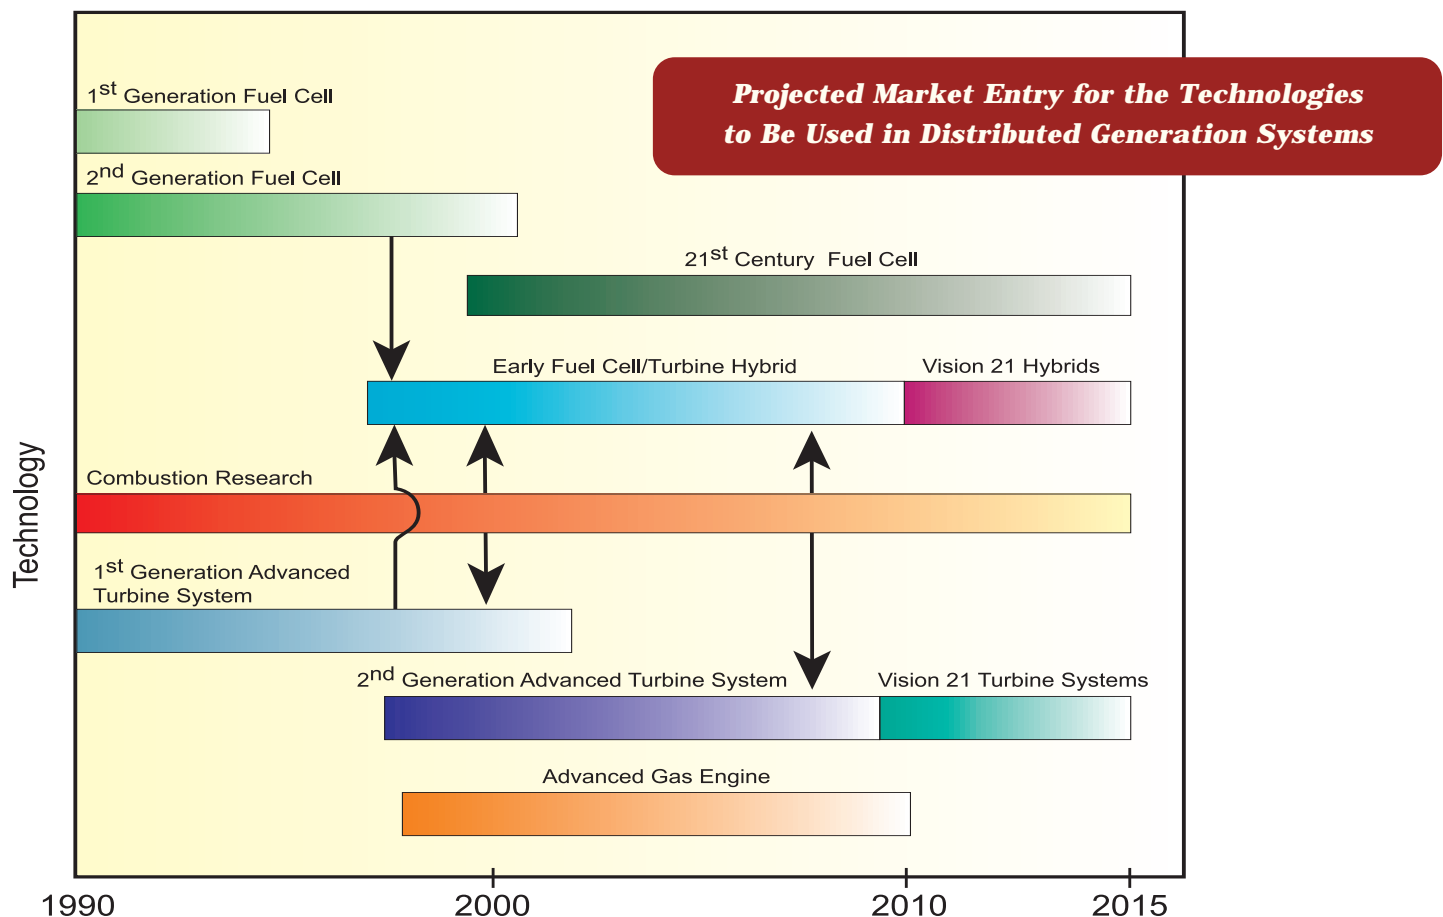 Projected Market Entry for the Technologies
to Be Used in Distributed Generation Systems
1st Generation Fuel Cell
2nd Generation Fuel Cell
21st Century Fuel Cell
Early Fuel Cell/Turbine Hybrid
Vision 21 Hybrids
Technology
Combustion Research
1st Generation Advanced
Turbine System
2nd Generation Advanced Turbine System
Vision 21 Turbine Systems
Advanced Gas Engine
1990
2000
2010
2015